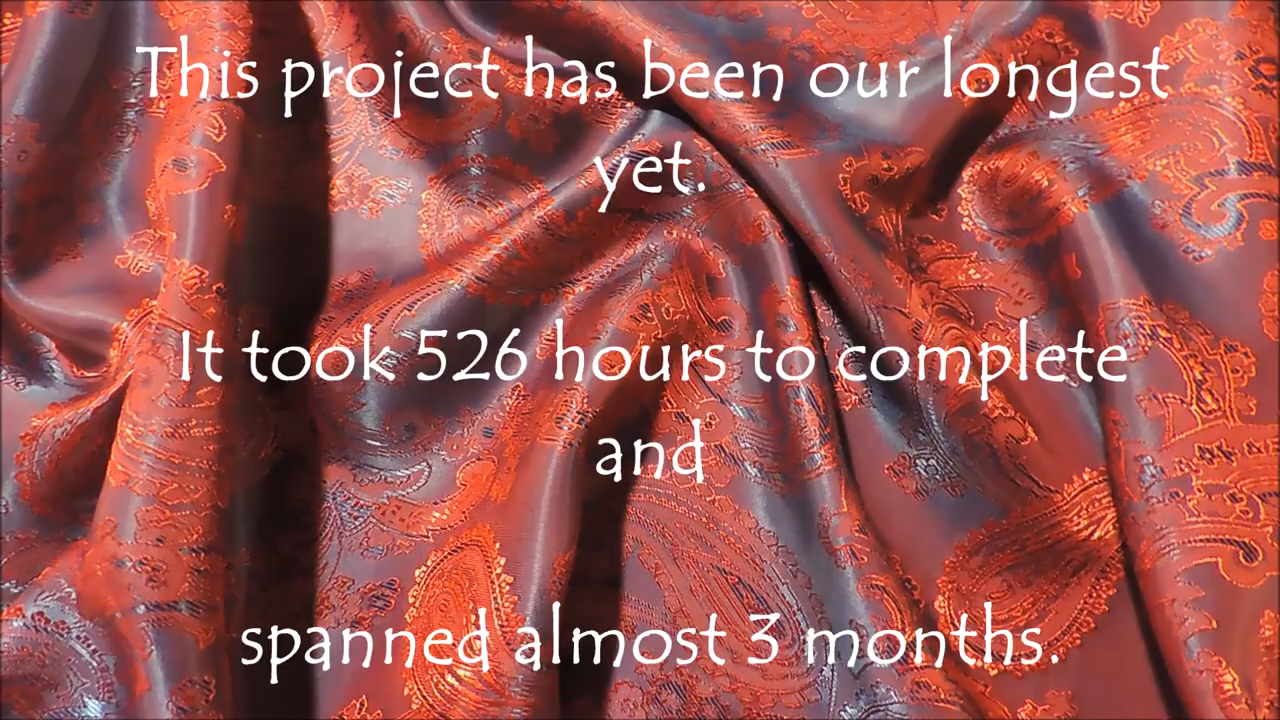 This project has been our longest
yet.
It took 526 hours to complete
and
spanned almost 3 months.